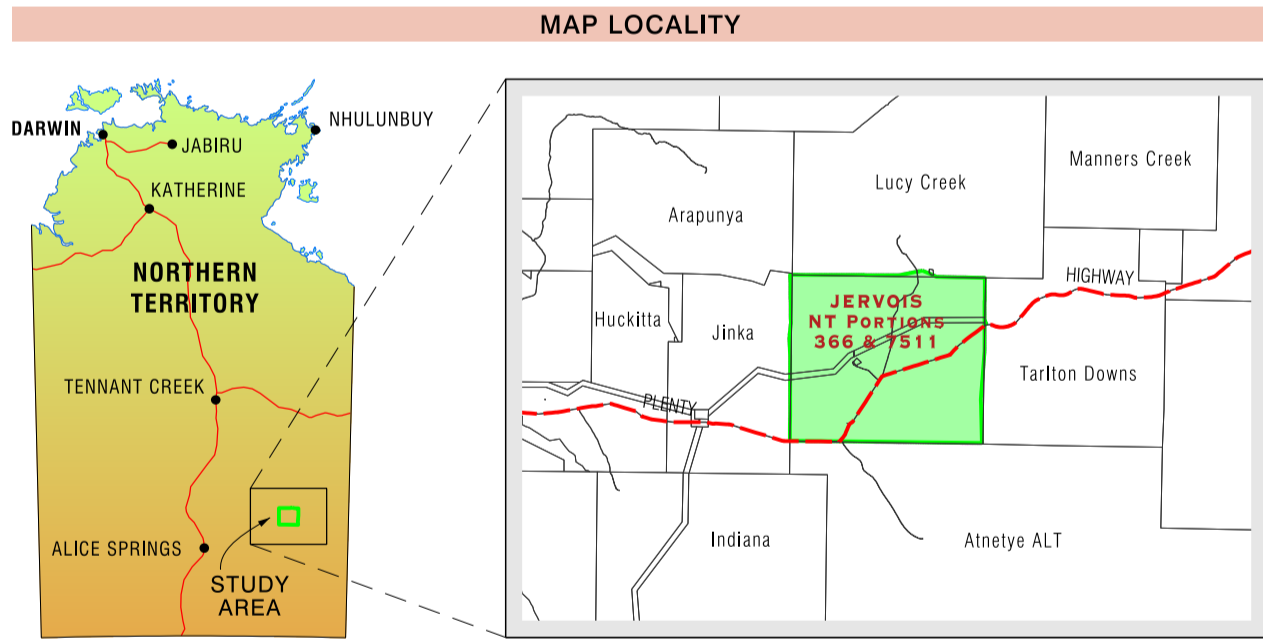 MAP LOCALITY
DARWIN
NHULUNBUY
JABIRU
KATHERINE
NORTHERN
TERRITORY
TENNANT CREEK
ALICE SPRINGS
STUDY
AREA
Manners Creek
Lucy Creek
Arapunya
HIGHWAY
JERVOIS
NT PORTIONS
366 & 7511
Huckitta
Jinka
Tarlton Downs
PLENTY
Indiana
Atnetye ALT